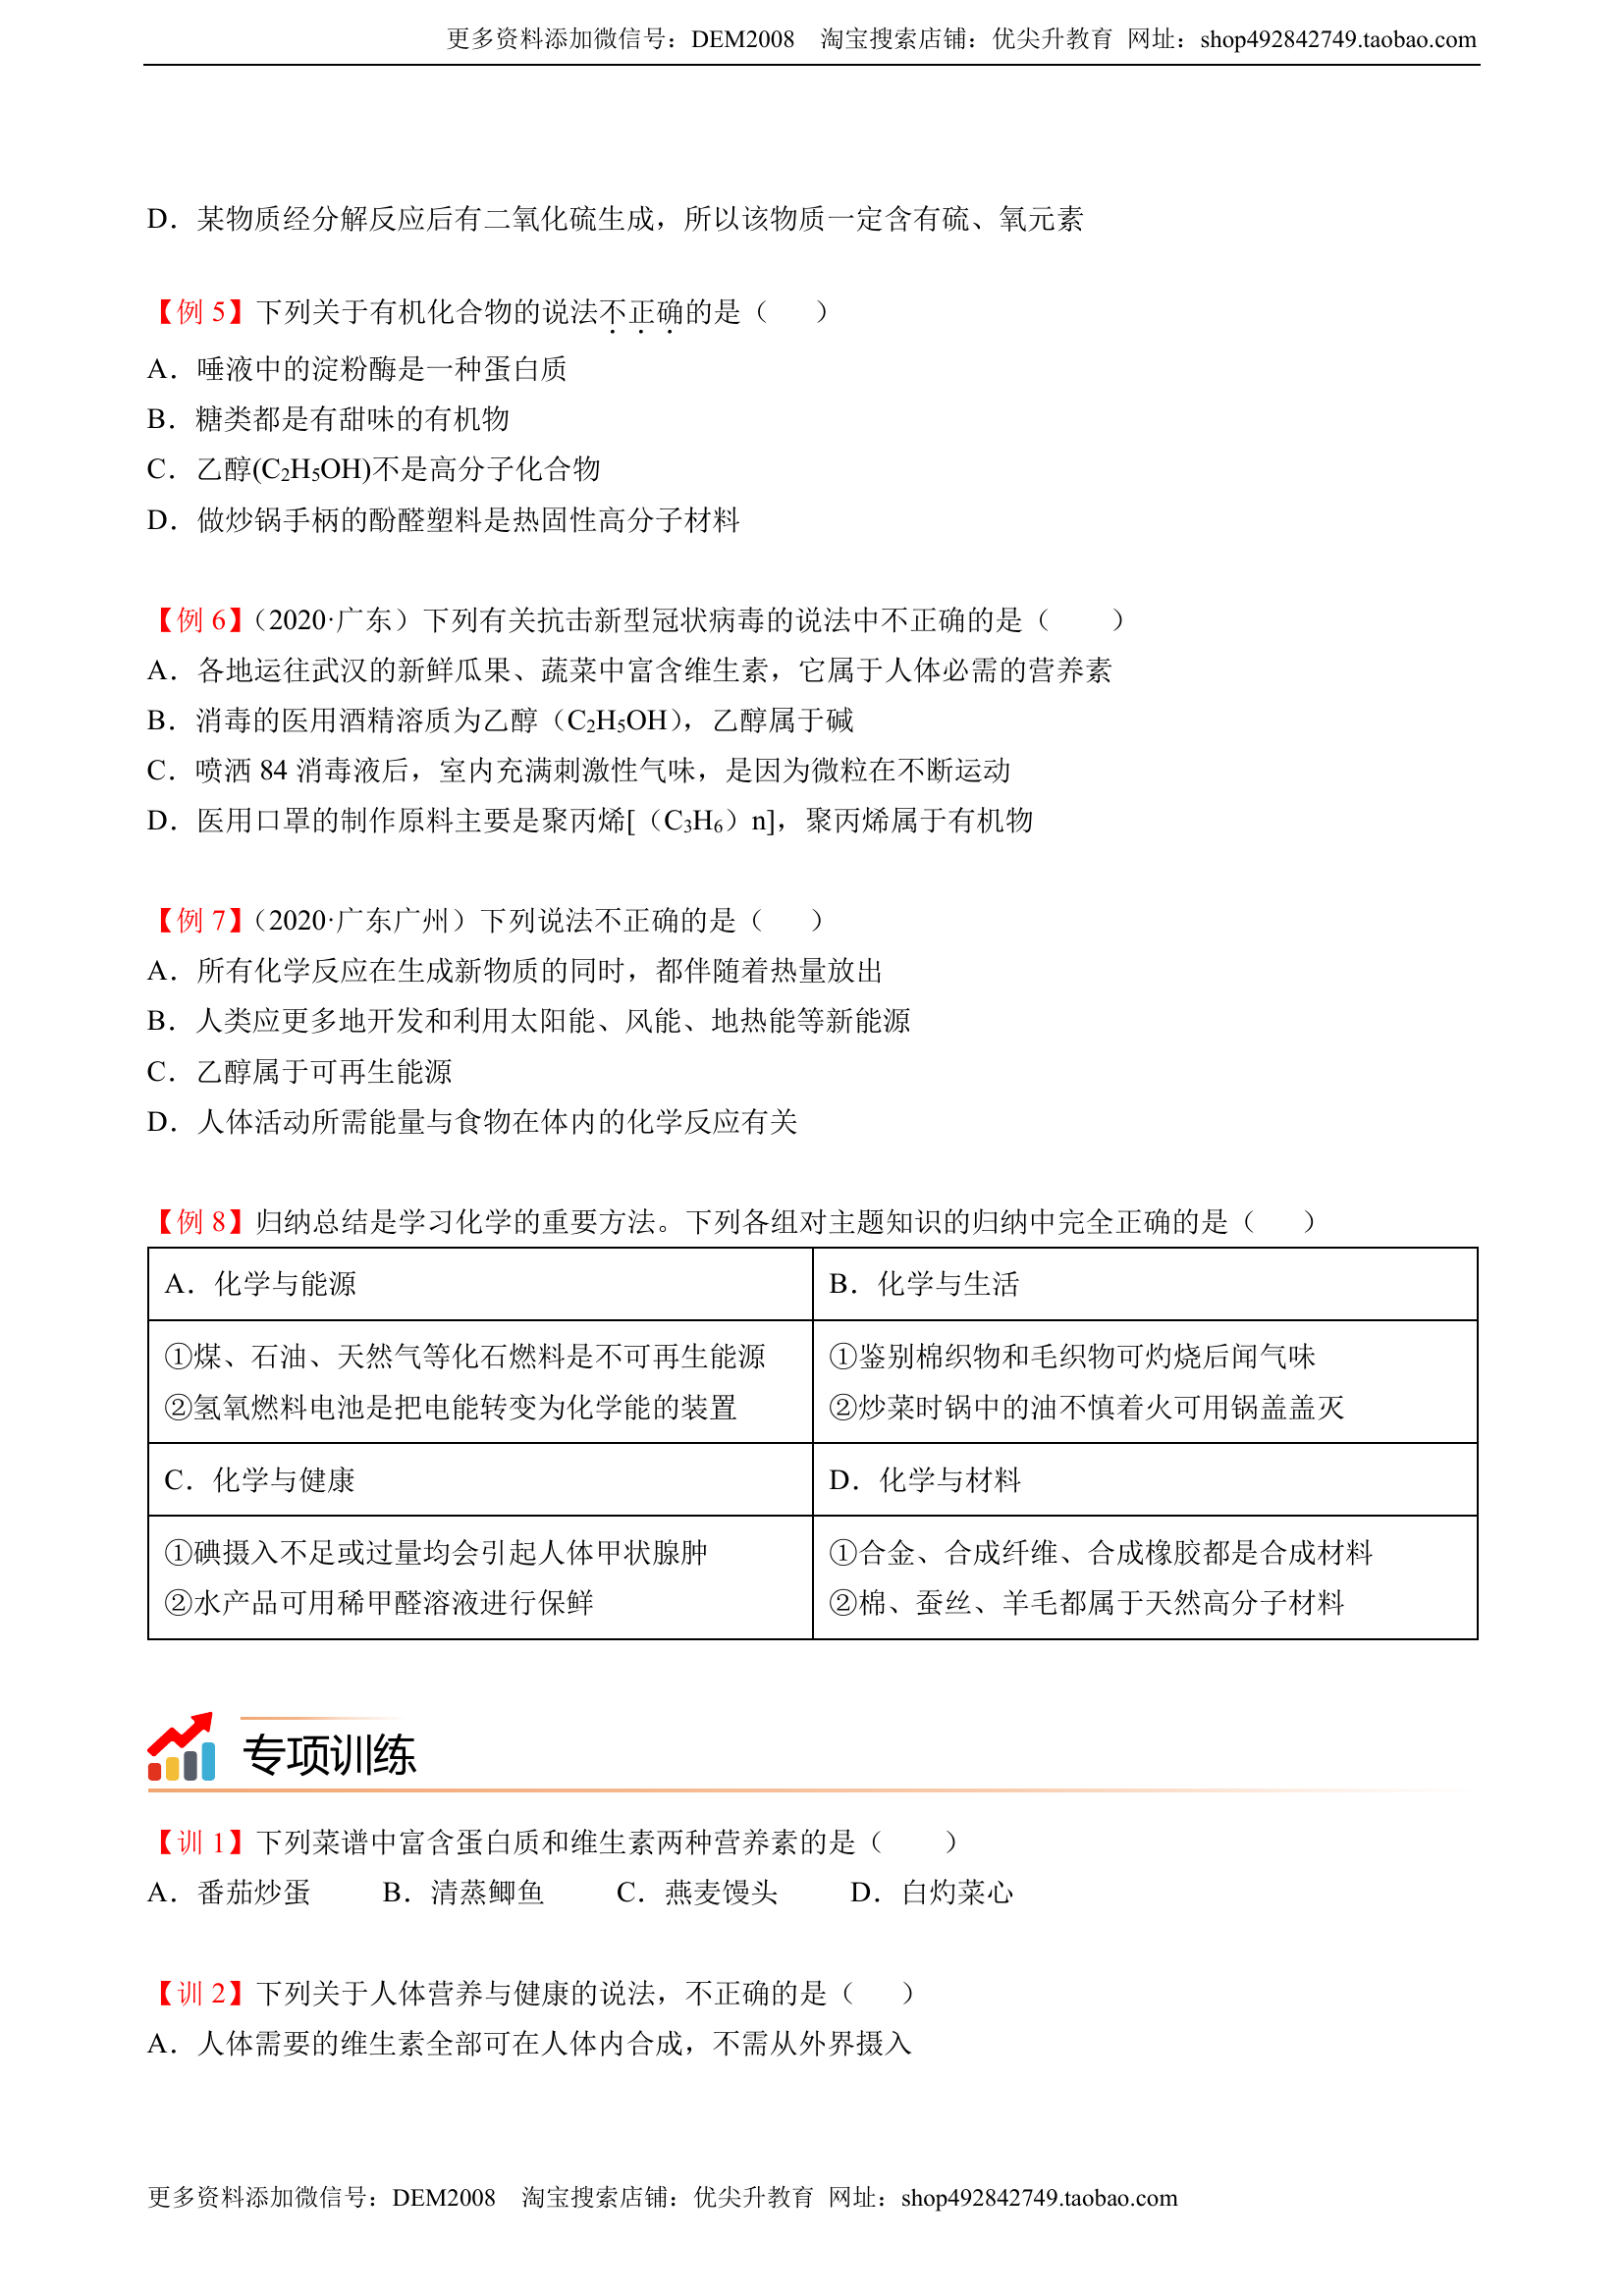 更多资料添加微信号：DEM2008 淘宝搜索店铺：优尖升教育 网址：shop492842749.taobao.com
D．某物质经分解反应后有二氧化硫生成，所以该物质一定含有硫、氧元素
【例 5】下列关于有机化合物的说法不正确的是（ ）
A．唾液中的淀粉酶是一种蛋白质
B．糖类都是有甜味的有机物
C．乙醇(C₂H₅OH)不是高分子化合物
D．做炒锅手柄的酚醛塑料是热固性高分子材料
【例 6】（2020·广东）下列有关抗击新型冠状病毒的说法中不正确的是（ ）
A．各地运往武汉的新鲜瓜果、蔬菜中富含维生素，它属于人体必需的营养素
B．消毒的医用酒精溶质为乙醇（C₂H₅OH），乙醇属于碱
C．喷洒 84 消毒液后，室内充满刺激性气味，是因为微粒在不断运动
D．医用口罩的制作原料主要是聚丙烯[（C₃H₆）n]，聚丙烯属于有机物
【例 7】（2020·广东广州）下列说法不正确的是（ ）
A．所有化学反应在生成新物质的同时，都伴随着热量放出
B．人类应更多地开发和利用太阳能、风能、地热能等新能源
C．乙醇属于可再生能源
D．人体活动所需能量与食物在体内的化学反应有关
【例 8】归纳总结是学习化学的重要方法。下列各组对主题知识的归纳中完全正确的是（ ）
A．化学与能源
B．化学与生活
①煤、石油、天然气等化石燃料是不可再生能源
②氢氧燃料电池是把电能转变为化学能的装置
①鉴别棉织物和毛织物可灼烧后闻气味
②炒菜时锅中的油不慎着火可用锅盖盖灭
C．化学与健康
D．化学与材料
①碘摄入不足或过量均会引起人体甲状腺肿
②水产品可用稀甲醛溶液进行保鲜
①合金、合成纤维、合成橡胶都是合成材料
②棉、蚕丝、羊毛都属于天然高分子材料
专项训练
【训 1】下列菜谱中富含蛋白质和维生素两种营养素的是（ ）
A．番茄炒蛋 B．清蒸鲫鱼 C．燕麦馒头 D．白灼菜心
【训 2】下列关于人体营养与健康的说法，不正确的是（ ）
A．人体需要的维生素全部可在人体内合成，不需从外界摄入
更多资料添加微信号：DEM2008 淘宝搜索店铺：优尖升教育 网址：shop492842749.taobao.com